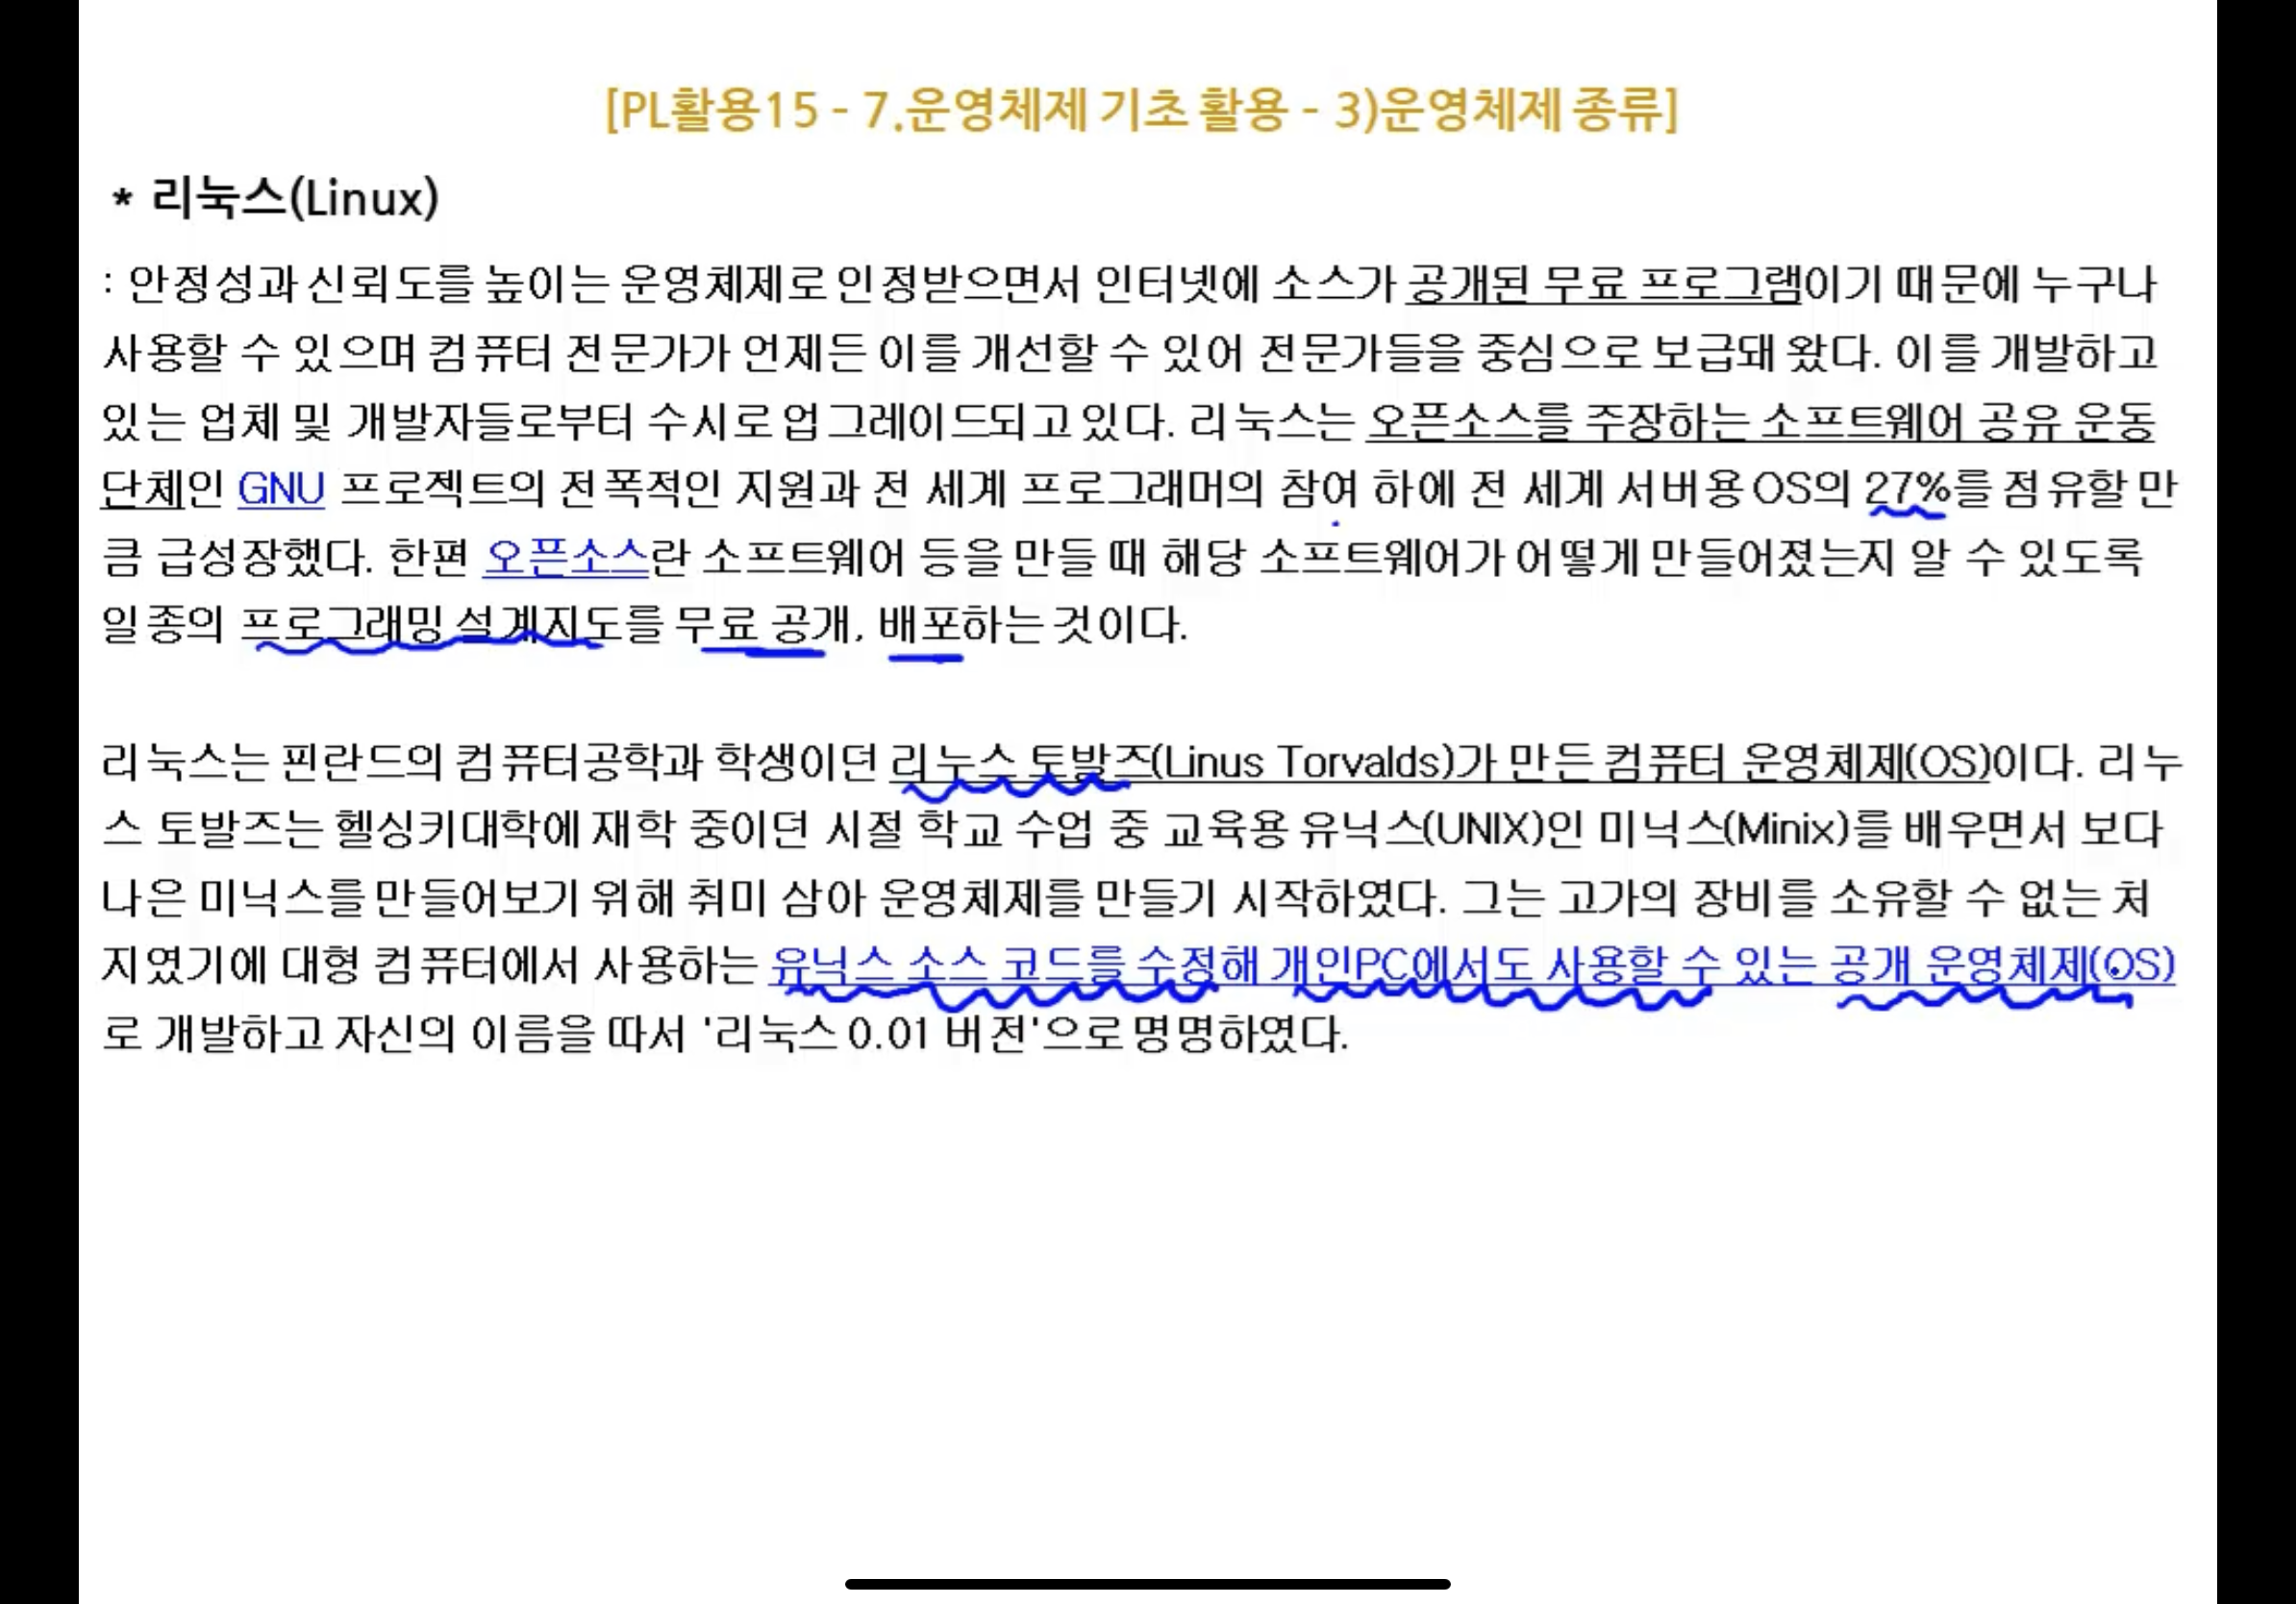 [PL활용15 - 7.운영체제 기초 활용 - 3)운영체제 종류]
* 리눅스(Linux)
: 안정성과 신뢰도를 높이는 운영체제로 인정받으면서 인터넷에 소스가 공개된 무료 프로그램이기 때문에 누구나
사용할 수 있으며 컴퓨터 전문가가 언제든 이를 개선할 수 있어 전문가들을 중심으로 보급돼 왔다. 이를 개발하고
있는 업체 및 개발자들로부터 수시로 업그레이드되고 있다. 리눅스는 오픈소스를 주장하는 소프트웨어 공유 운동
단체인 GNU 프로젝트의 전폭적인 지원과 전 세계 프로그래머의 참여 하에 전 세계 서버용 OS의 27%를 점유할 만
큼 급성장했다. 한편 오픈소스란 소프트웨어 등을 만들 때 해당 소프트웨어가 어떻게 만들어졌는지 알 수 있도록
일종의 프로그래밍 설계지도를 무료 공개, 배포하는 것이다.
리눅스는 핀란드의 컴퓨터공학과 학생이던 리누스 토발즈(Linus Torvalds)가 만든 컴퓨터 운영체제(OS)이다. 리누
스 토발즈는 헬싱키대학에 재학 중이던 시절 학교 수업 중 교육용 유닉스(UNIX)인 미닉스(Minix)를 배우면서 보다
나은 미닉스를 만들어보기 위해 취미 삼아 운영체제를 만들기 시작하였다. 그는 고가의 장비를 소유할 수 없는 처
지였기에 대형 컴퓨터에서 사용하는 유닉스 소스 코드를 수정해 개인PC에서도 사용할 수 있는 공개 운영체제(OS)
로 개발하고 자신의 이름을 따서 '리눅스 0.01 버전'으로 명명하였다.